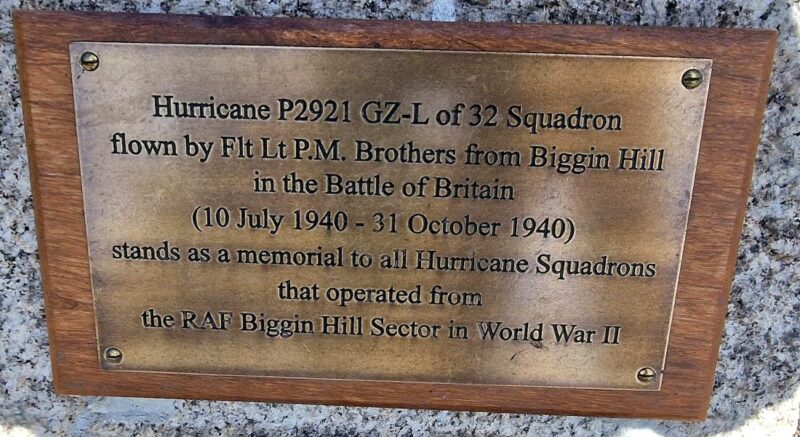 Hurricane P2921 GZ-L of 32 Squadron
flown by Flt Lt P.M. Brothers from Biggin Hill
in the Battle of Britain
(10 July 1940 - 31 October 1940)
stands as a memorial to all Hurricane Squadrons
that operated from
the RAF Biggin Hill Sector in World War II